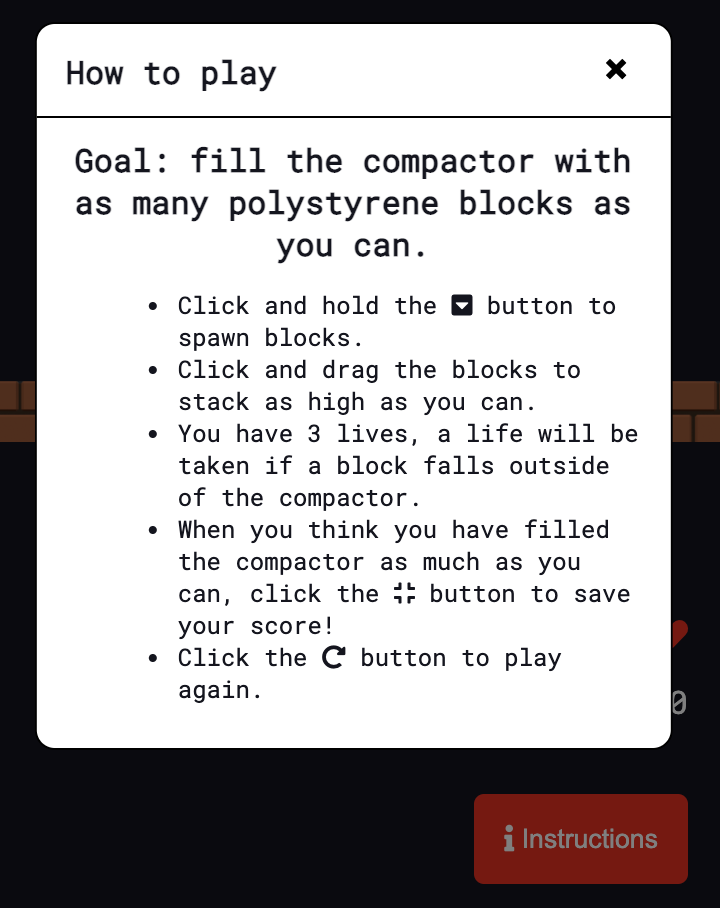 How to play
Goal: fill the compactor with
as many polystyrene blocks as
you can.
Click and hold the button to
spawn blocks.
Click and drag the blocks to
stack as high as you can.
You have 3 lives, a life will be
taken if a block falls outside
of the compactor.
When you think you have filled
the compactor as much as you
can, click the button to save
your score!
Click the button to play
again.
0
Instructions